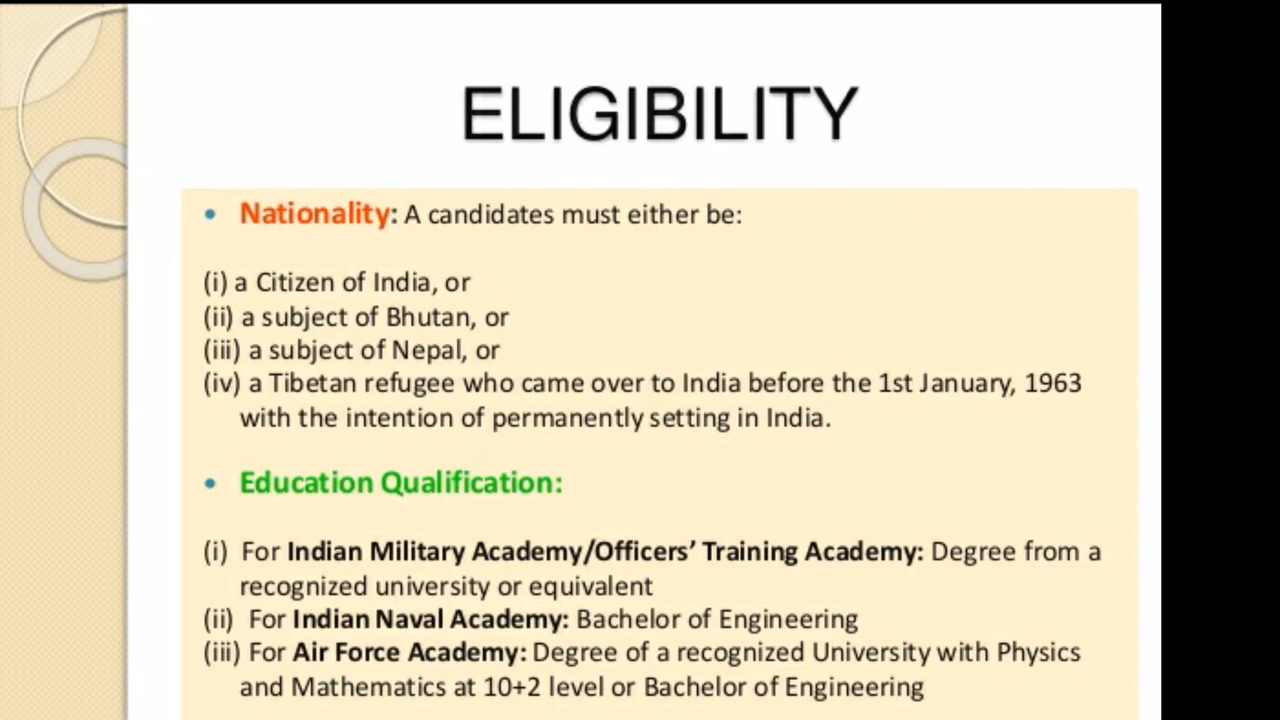 ELIGIBILITY
• Nationality: A candidates must either be:
(i) a Citizen of India, or
(ii) a subject of Bhutan, or
(iii) a subject of Nepal, or
(iv) a Tibetan refugee who came over to India before the 1st January, 1963
with the intention of permanently setting in India.
• Education Qualification:
(i) For Indian Military Academy/Officers’ Training Academy: Degree from a
recognized university or equivalent
(ii) For Indian Naval Academy: Bachelor of Engineering
(iii) For Air Force Academy: Degree of a recognized University with Physics
and Mathematics at 10+2 level or Bachelor of Engineering